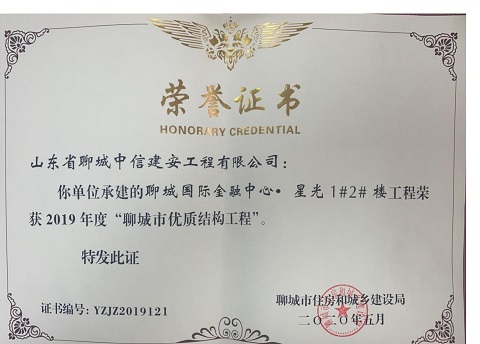 荣誉证书
HONORARY CREDENTIAL
山东省聊城中信建安工程有限公司：
你单位承建的聊城国际金融中心·星光1#2#楼工程荣
获2019年度“聊城市优质结构工程”。
特发此证
聊城市住房和城乡建设局
证书编号：YZJZ2019121
二〇二〇年五月